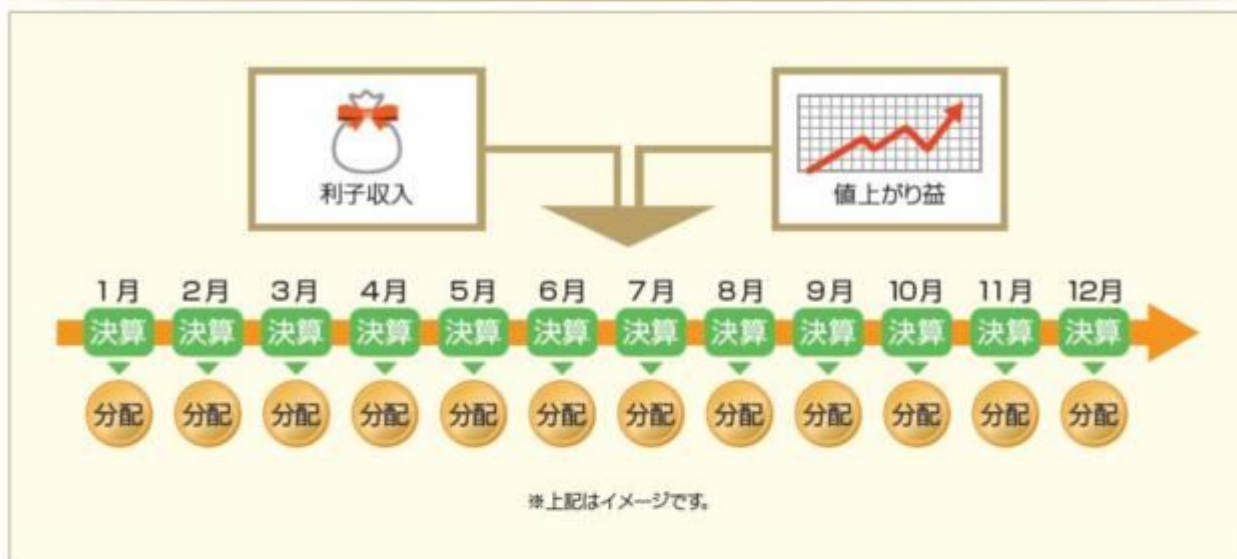 利子収入
値上がり益
1月 2月 3月 4月 5月 6月 7月 8月 9月 10月 11月 12月
決算 決算 決算 決算 決算 決算 決算 決算 決算 決算 決算 決算
分配 分配 分配 分配 分配 分配 分配 分配 分配 分配 分配 分配
※上記はイメージです。